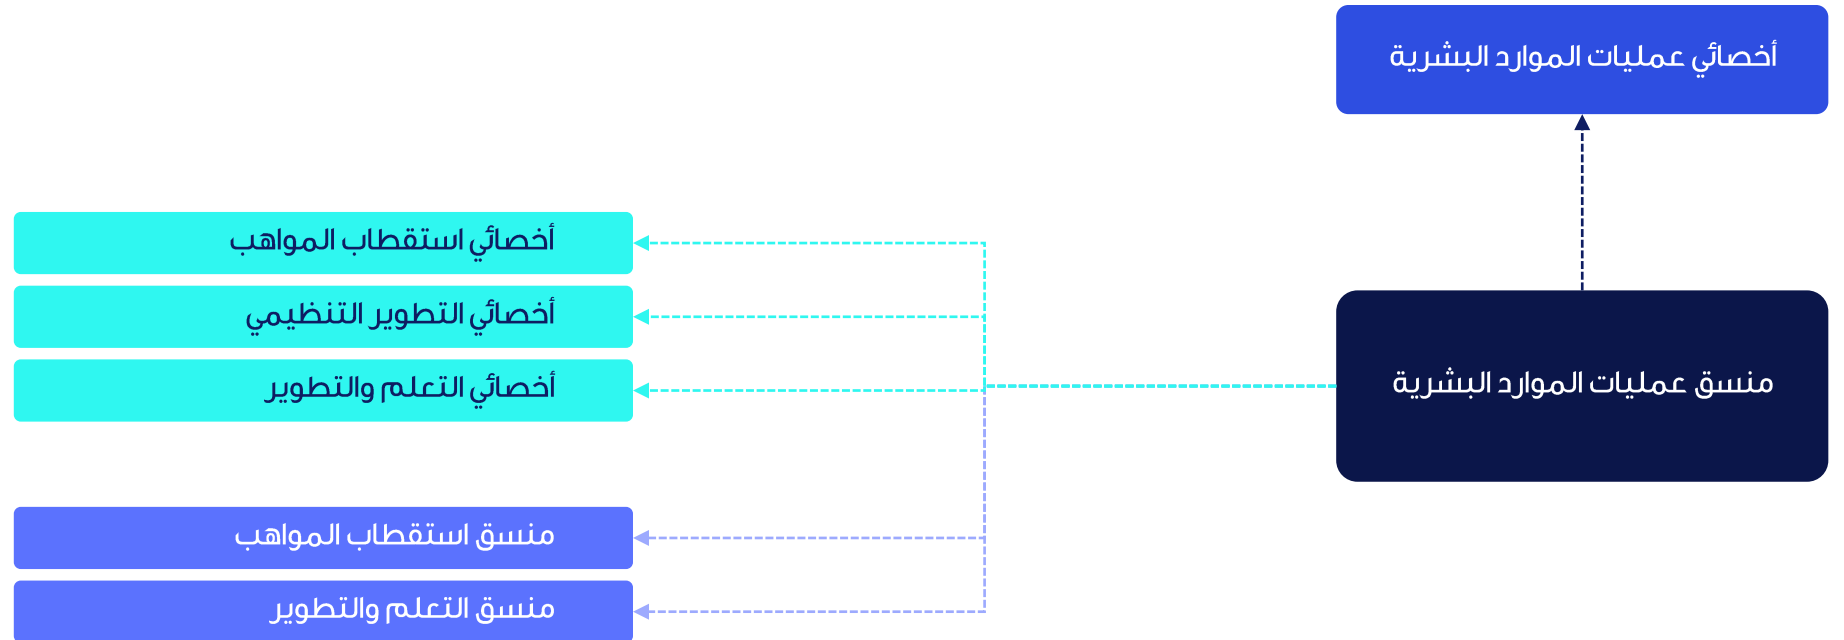 أخصائي عمليات الموارد البشرية
منسق عمليات الموارد البشرية
أخصائي استقطاب المواهب
أخصائي التطوير التنظيمي
أخصائي التعلم والتطوير
منسق استقطاب المواهب
منسق التعلم والتطوير